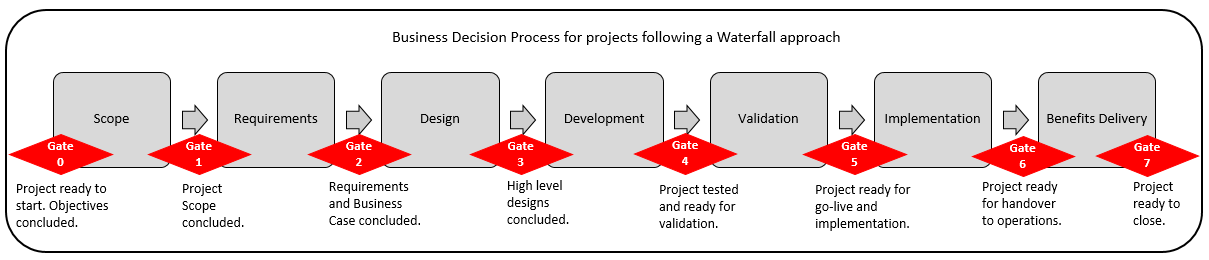 Business Decision Process for projects following a Waterfall approach
Scope
Requirements
Design
Development
Validation
Implementation
Benefits Delivery
Gate
0
Gate
1
Gate
2
Gate
3
Gate
4
Gate
5
Gate
6
Gate
7
Project ready to
start. Objectives
concluded.
Project
Scope
concluded.
Requirements
and Business
Case concluded.
High level
designs
concluded.
Project tested
and ready for
validation.
Project ready for
go-live and
implementation.
Project ready
for handover
to operations.
Project
ready to
close.